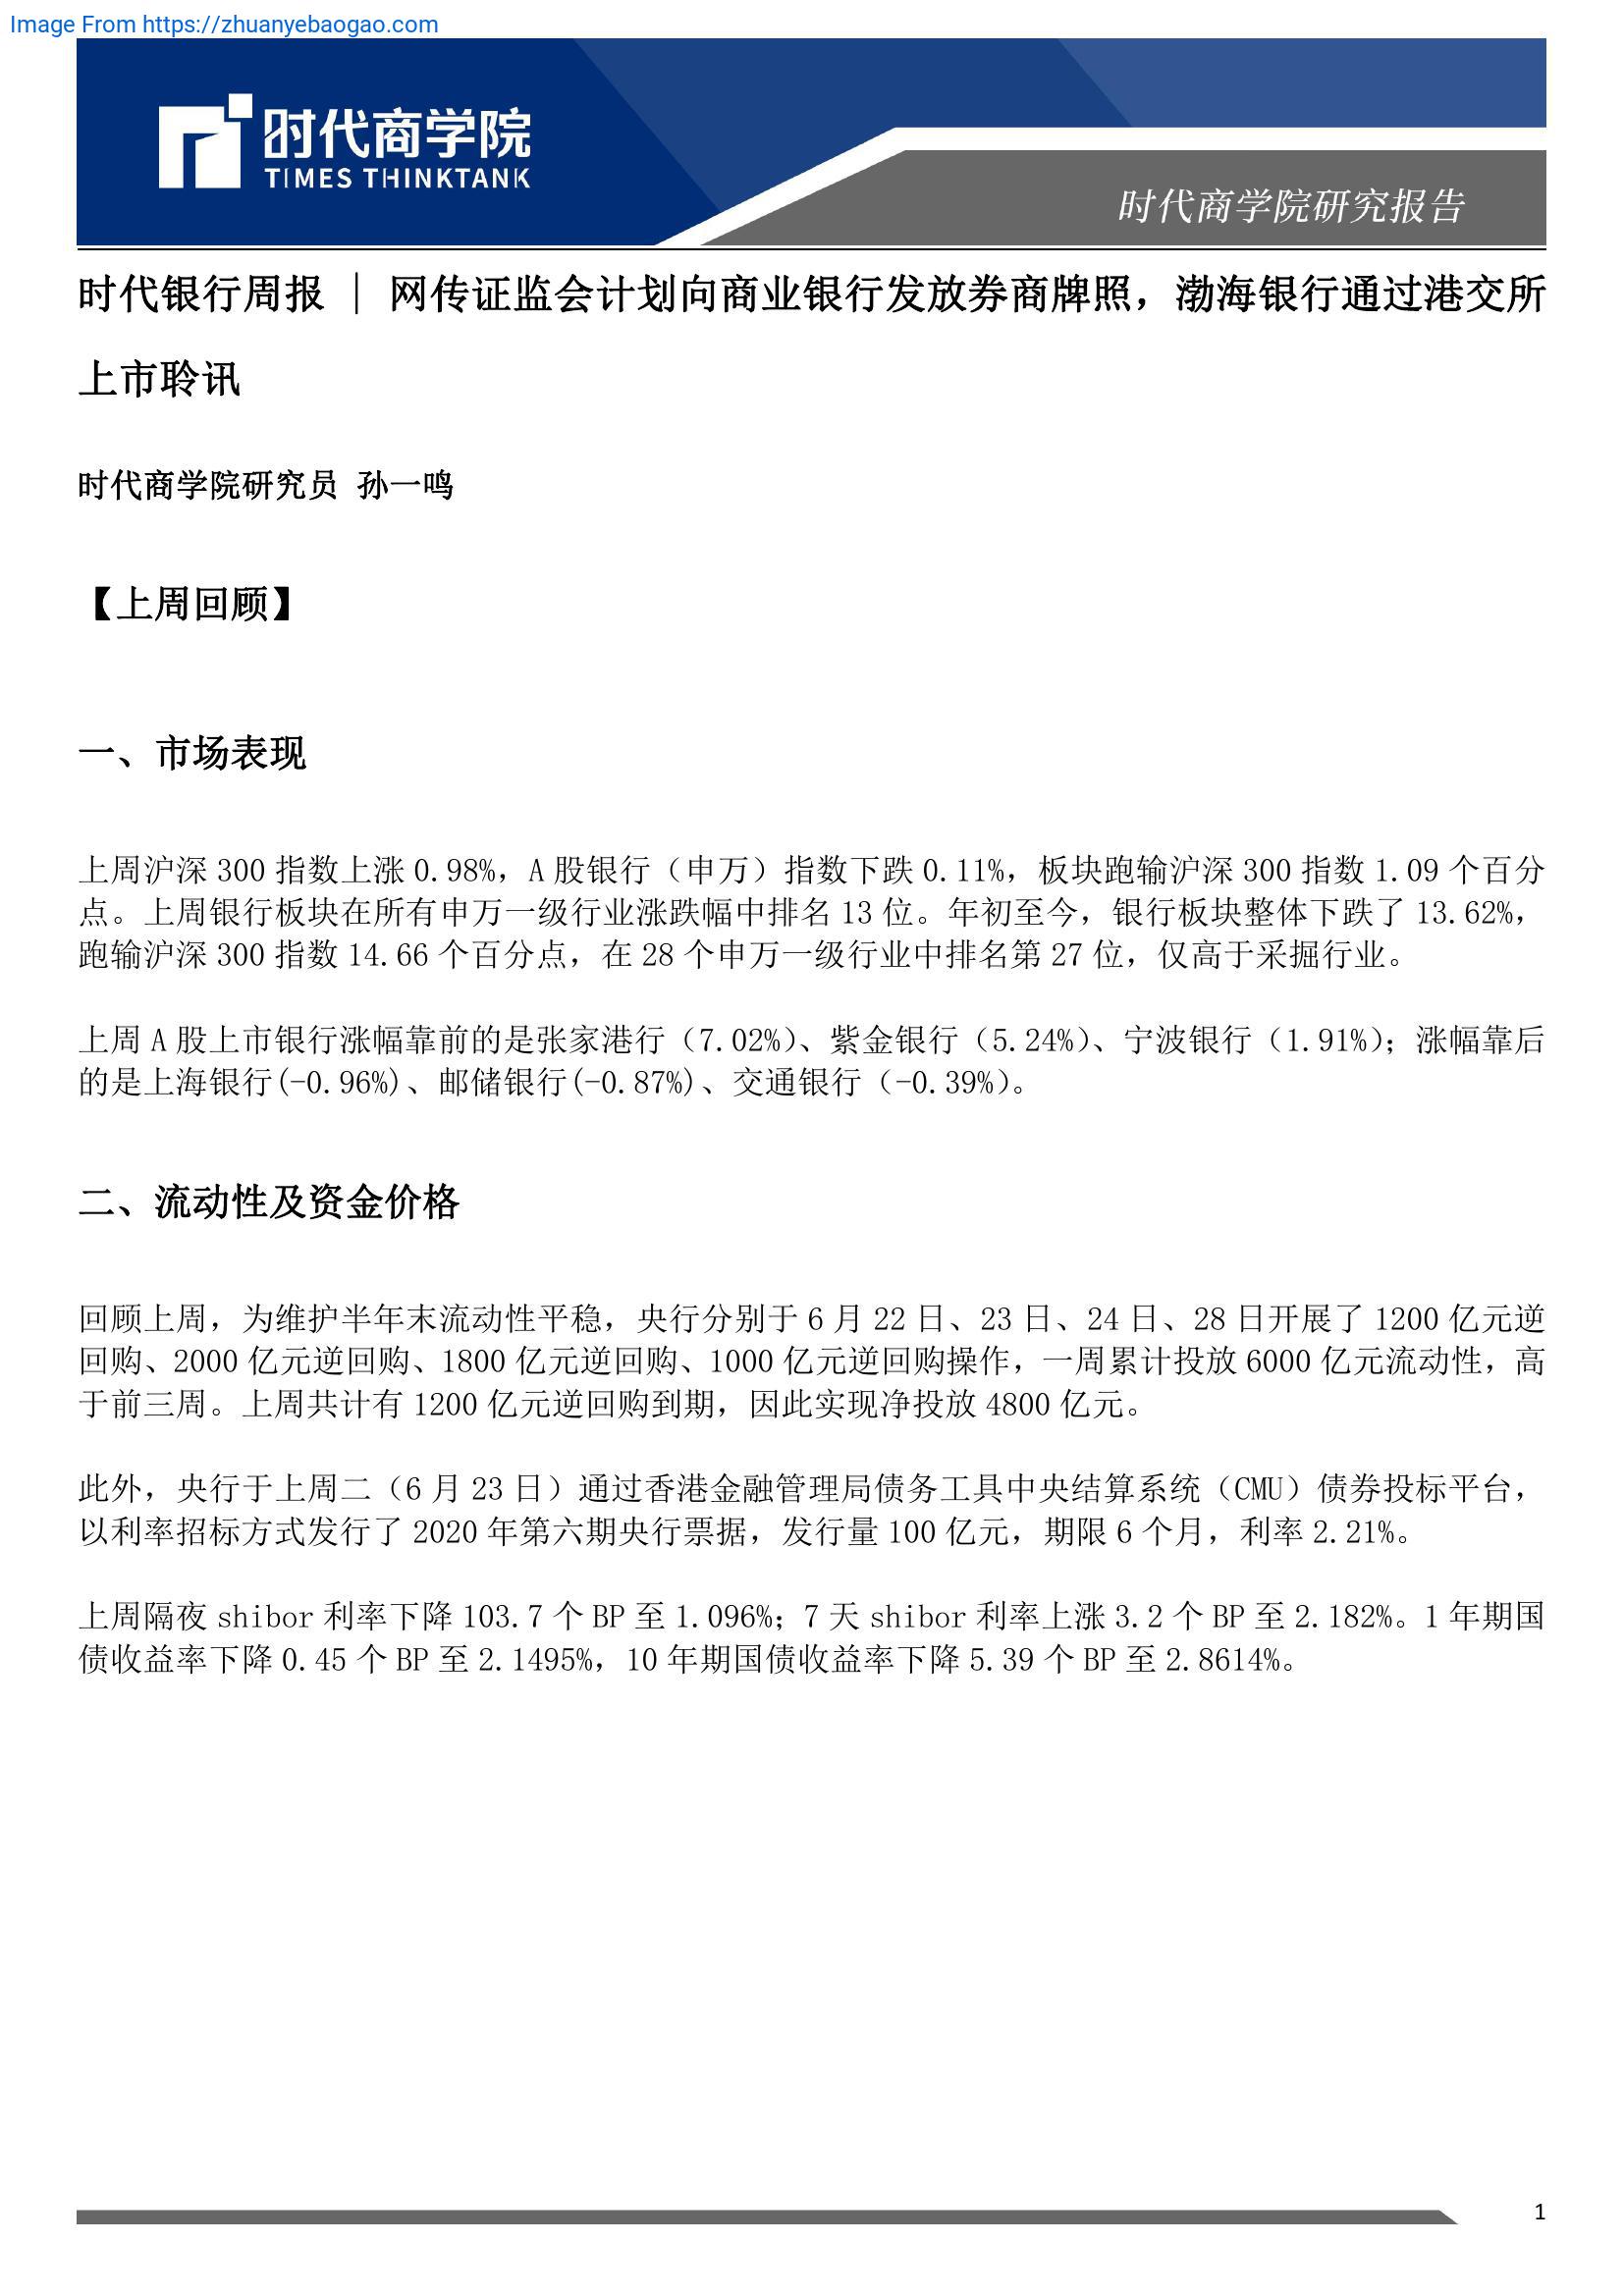 Image From https://zhuanyebaogao.com
时代商学院
TIMES THINKTANK
时代商学院研究报告
时代银行周报 | 网传证监会计划向商业银行发放券商牌照，渤海银行通过港交所
上市聆讯
时代商学院研究员 孙一鸣
【上周回顾】
一、市场表现
上周沪深 300 指数上涨 0.98%，A 股银行（申万）指数下跌 0.11%，板块跑输沪深 300 指数 1.09 个百分
点。上周银行板块在所有申万一级行业涨跌幅中排名 13 位。年初至今，银行板块整体下跌了 13.62%，
跑输沪深 300 指数 14.66 个百分点，在 28 个申万一级行业中排名第 27 位，仅高于采掘行业。
上周 A 股上市银行涨幅靠前的是张家港行（7.02%）、紫金银行（5.24%）、宁波银行（1.91%）；涨幅靠后
的是上海银行(-0.96%)、邮储银行(-0.87%)、交通银行（-0.39%）。
二、流动性及资金价格
回顾上周，为维护半年末流动性平稳，央行分别于 6 月 22 日、23 日、24 日、28 日开展了 1200 亿元逆
回购、2000 亿元逆回购、1800 亿元逆回购、1000 亿元逆回购操作，一周累计投放 6000 亿元流动性，高
于前三周。上周共计有 1200 亿元逆回购到期，因此实现净投放 4800 亿元。
此外，央行于上周二（6 月 23 日）通过香港金融管理局债务工具中央结算系统（CMU）债券投标平台，
以利率招标方式发行了 2020 年第六期央行票据，发行量 100 亿元，期限 6 个月，利率 2.21%。
上周隔夜 shibor 利率下降 103.7 个 BP 至 1.096%；7 天 shibor 利率上涨 3.2 个 BP 至 2.182%。1 年期国
债收益率下降 0.45 个 BP 至 2.1495%，10 年期国债收益率下降 5.39 个 BP 至 2.8614%。
1